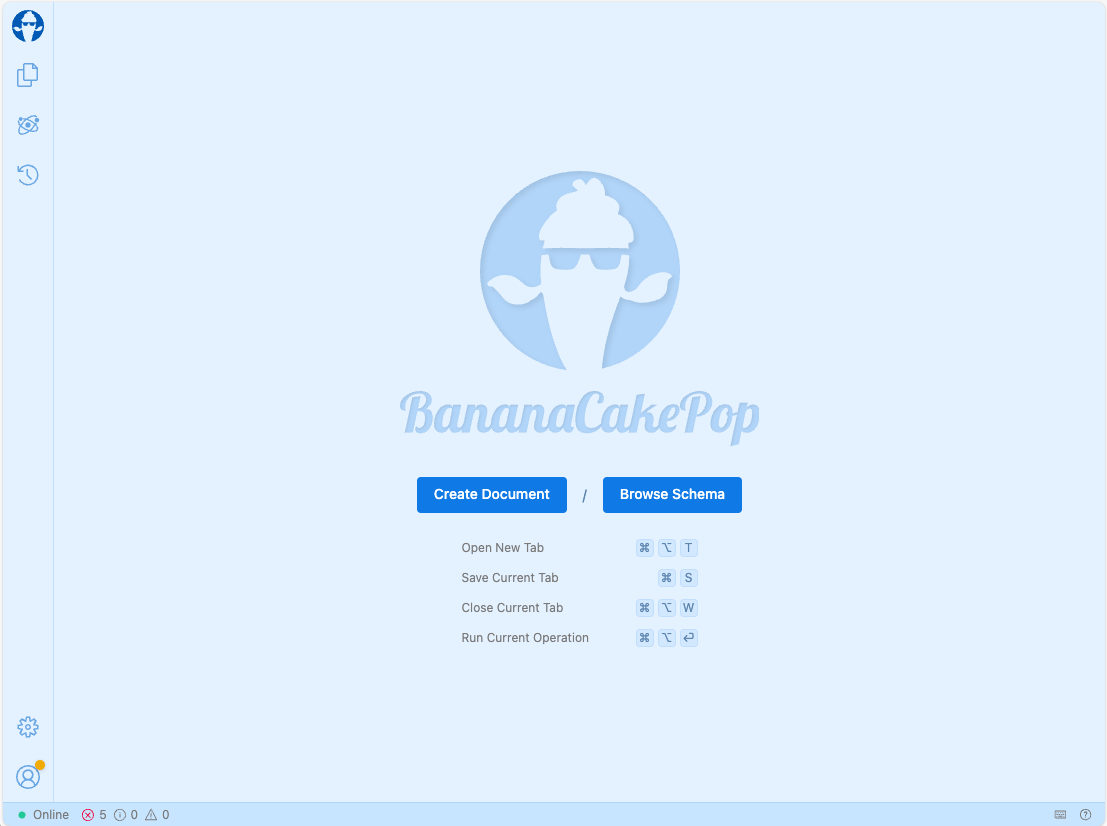 BananaCakePop
Create Document / Browse Schema
Open New Tab ⌘ ⌥ T
Save Current Tab ⌘ S
Close Current Tab ⌘ ⌥ W
Run Current Operation ⌘ ⌥ ↵
Online 5 0 0